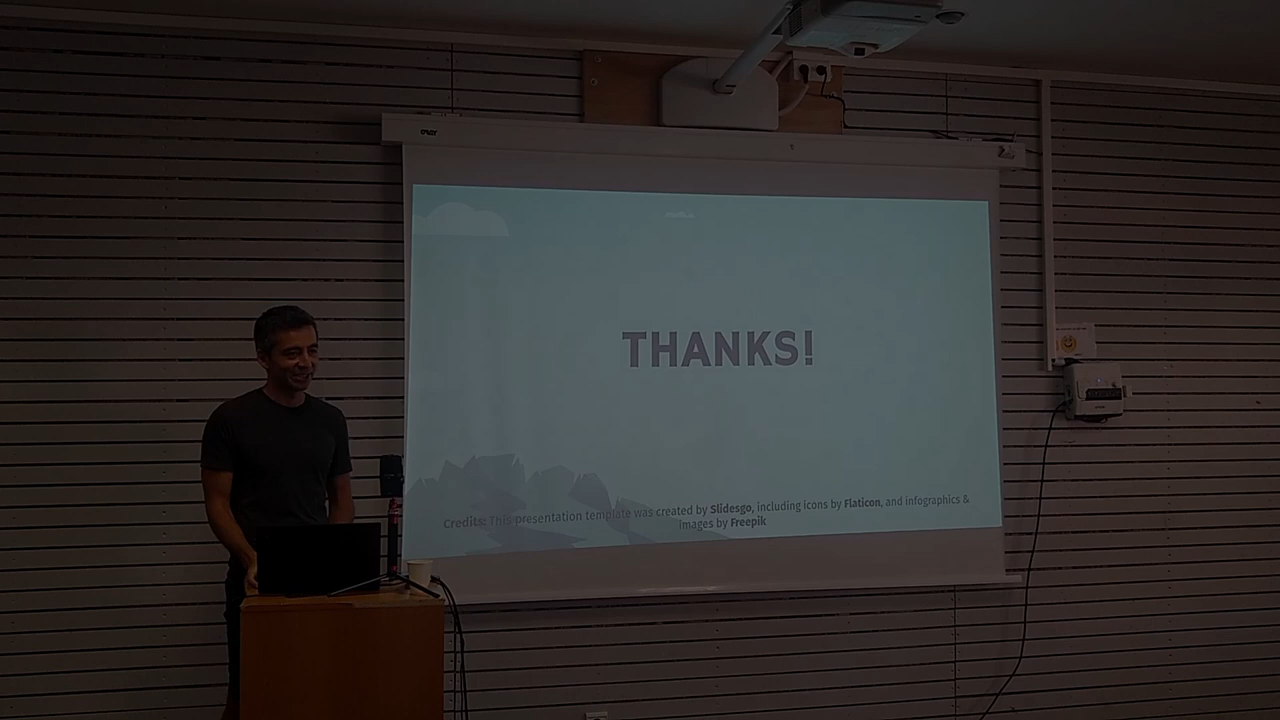 THANKS!
Credits: This presentation template was created by Slidesgo, including icons by Flaticon, and infographics &
images by Freepik